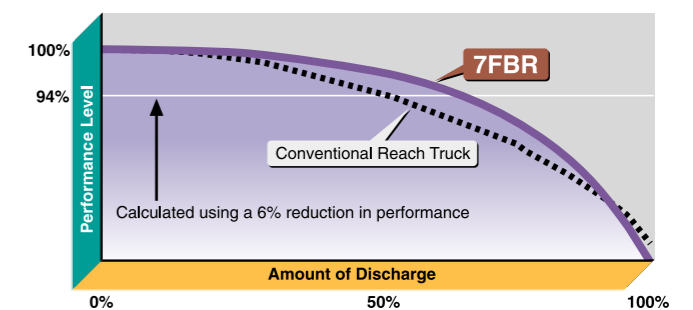 100%
7FBR
94%
Performance Level
Conventional Reach Truck
Calculated using a 6% reduction in performance
Amount of Discharge
0%
50%
100%